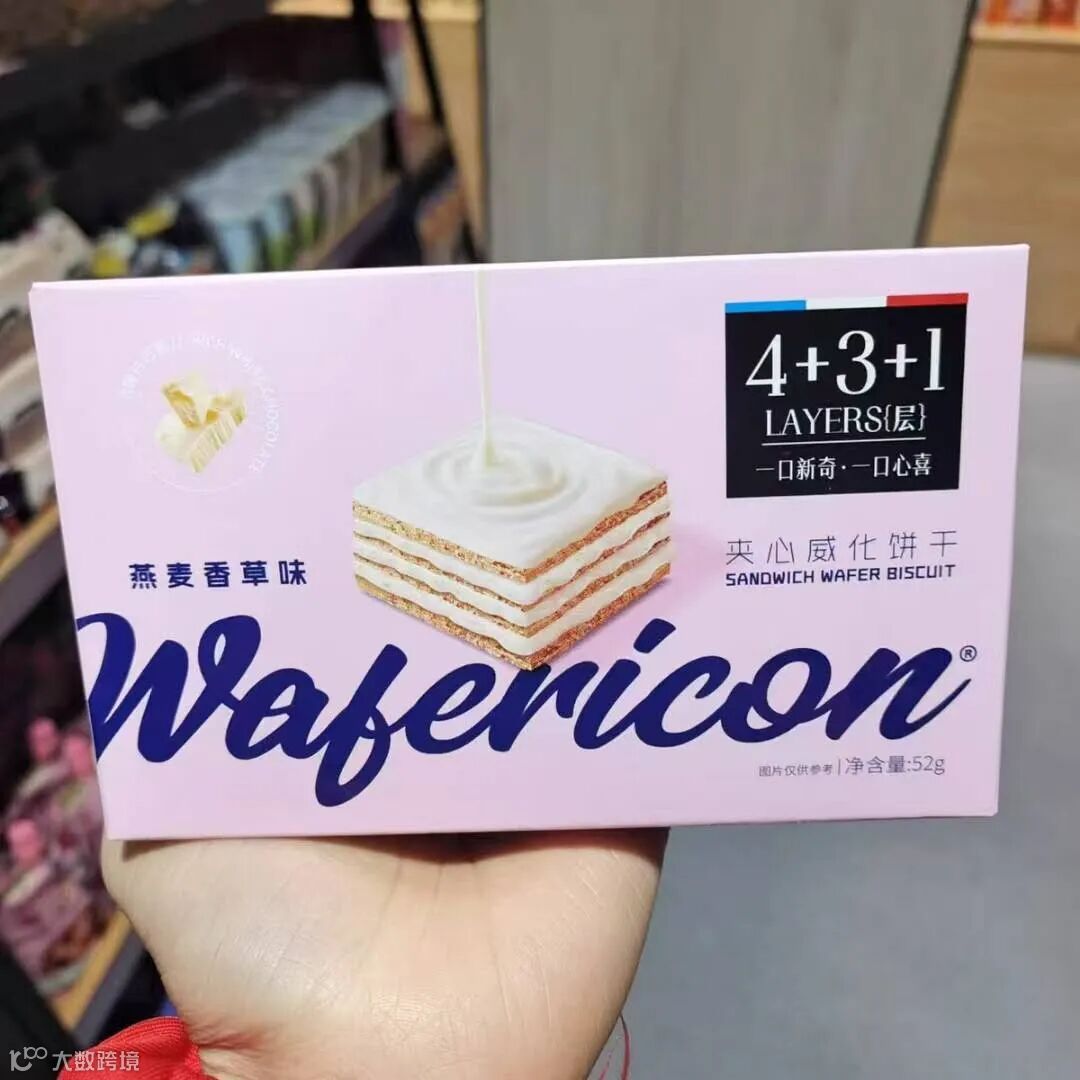 4+3+1
LAYERS{层}
一口新奇·一口心喜
夹心威化饼干
SANDWICH WAFER BISCUIT
燕麦香草味
Wafericon®
图片仅供参考|净含量:52g
大数跨境